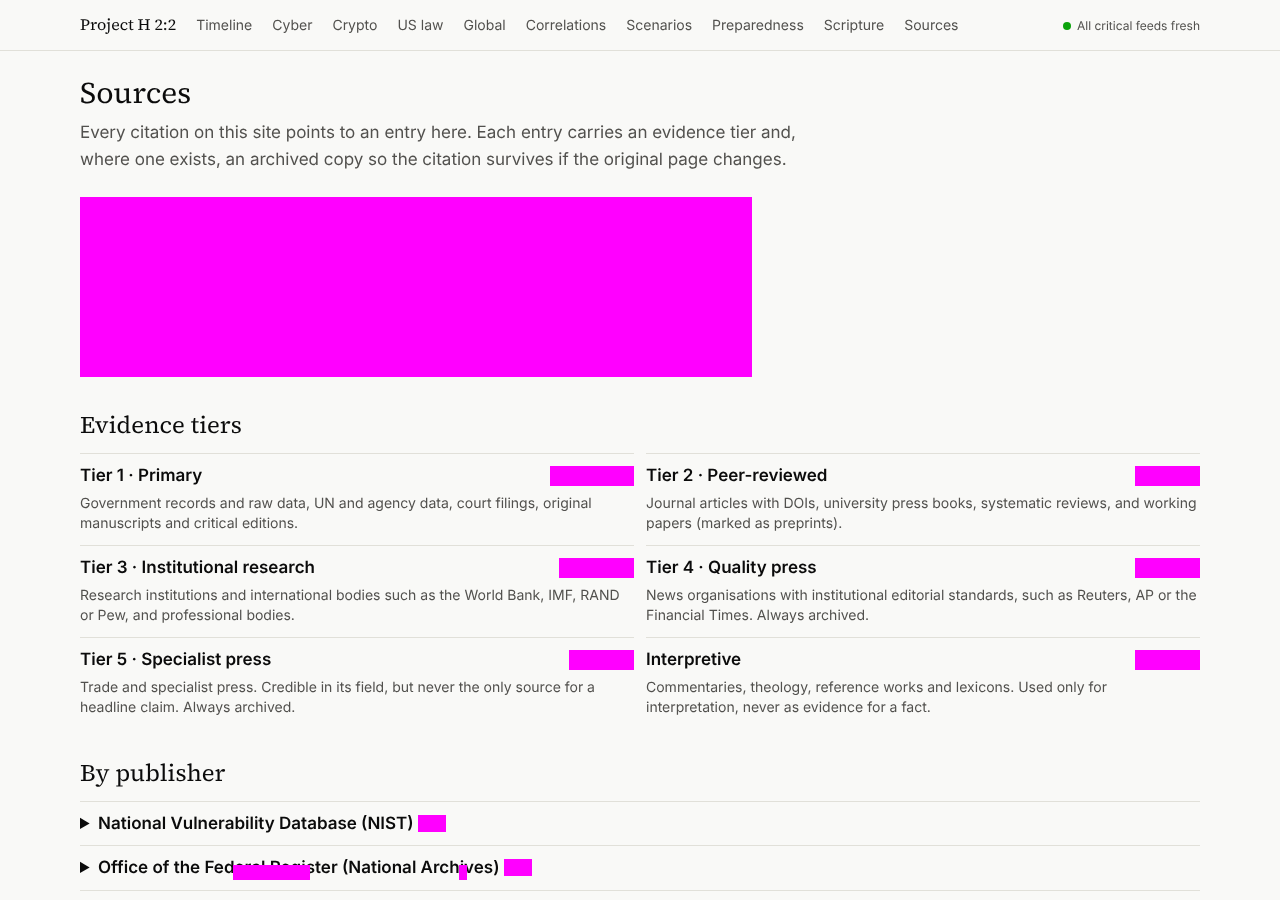 Project H 2:2 Timeline Cyber Crypto US law Global Correlations Scenarios Preparedness Scripture Sources All critical feeds fresh
Sources
Every citation on this site points to an entry here. Each entry carries an evidence tier and,
where one exists, an archived copy so the citation survives if the original page changes.
Evidence tiers
Tier 1 · Primary
Government records and raw data, UN and agency data, court filings, original
manuscripts and critical editions.
Tier 2 · Peer-reviewed
Journal articles with DOIs, university press books, systematic reviews, and working
papers (marked as preprints).
Tier 3 · Institutional research
Research institutions and international bodies such as the World Bank, IMF, RAND
or Pew, and professional bodies.
Tier 4 · Quality press
News organisations with institutional editorial standards, such as Reuters, AP or the
Financial Times. Always archived.
Tier 5 · Specialist press
Trade and specialist press. Credible in its field, but never the only source for a
headline claim. Always archived.
Interpretive
Commentaries, theology, reference works and lexicons. Used only for
interpretation, never as evidence for a fact.
By publisher
National Vulnerability Database (NIST)
Office of the Federal Register (National Archives)